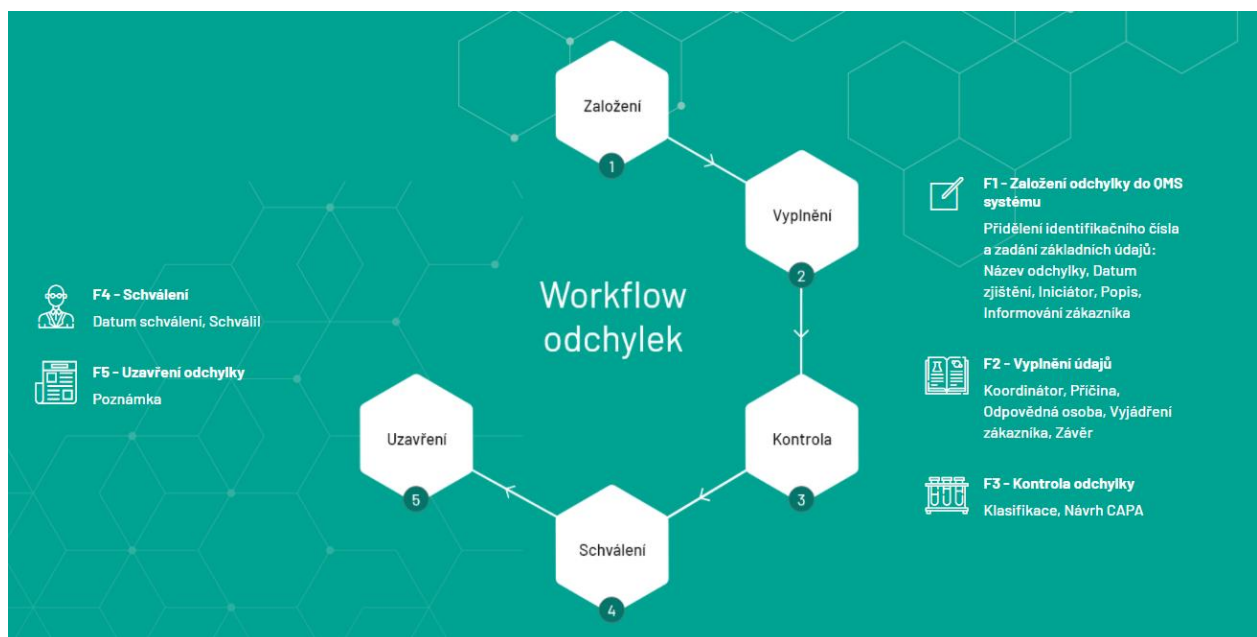 Založení
1
Vyplnění
2
Kontrola
3
Schválení
4
Uzavření
5
Workflow
odchylek
F1 - Založení odchylky do QMS
systému
Přidělení identifikačního čísla
a zadání základních údajů:
Název odchylky, Datum
zjištění, Iniciátor, Popis,
Informování zákazníka
F2 - Vyplnění údajů
Koordinátor, Příčina,
Odpovědná osoba, Vyjádření
zákazníka, Závěr
F3 - Kontrola odchylky
Klasifikace, Návrh CAPA
F4 - Schválení
Datum schválení, Schválil
F5 - Uzavření odchylky
Poznámka